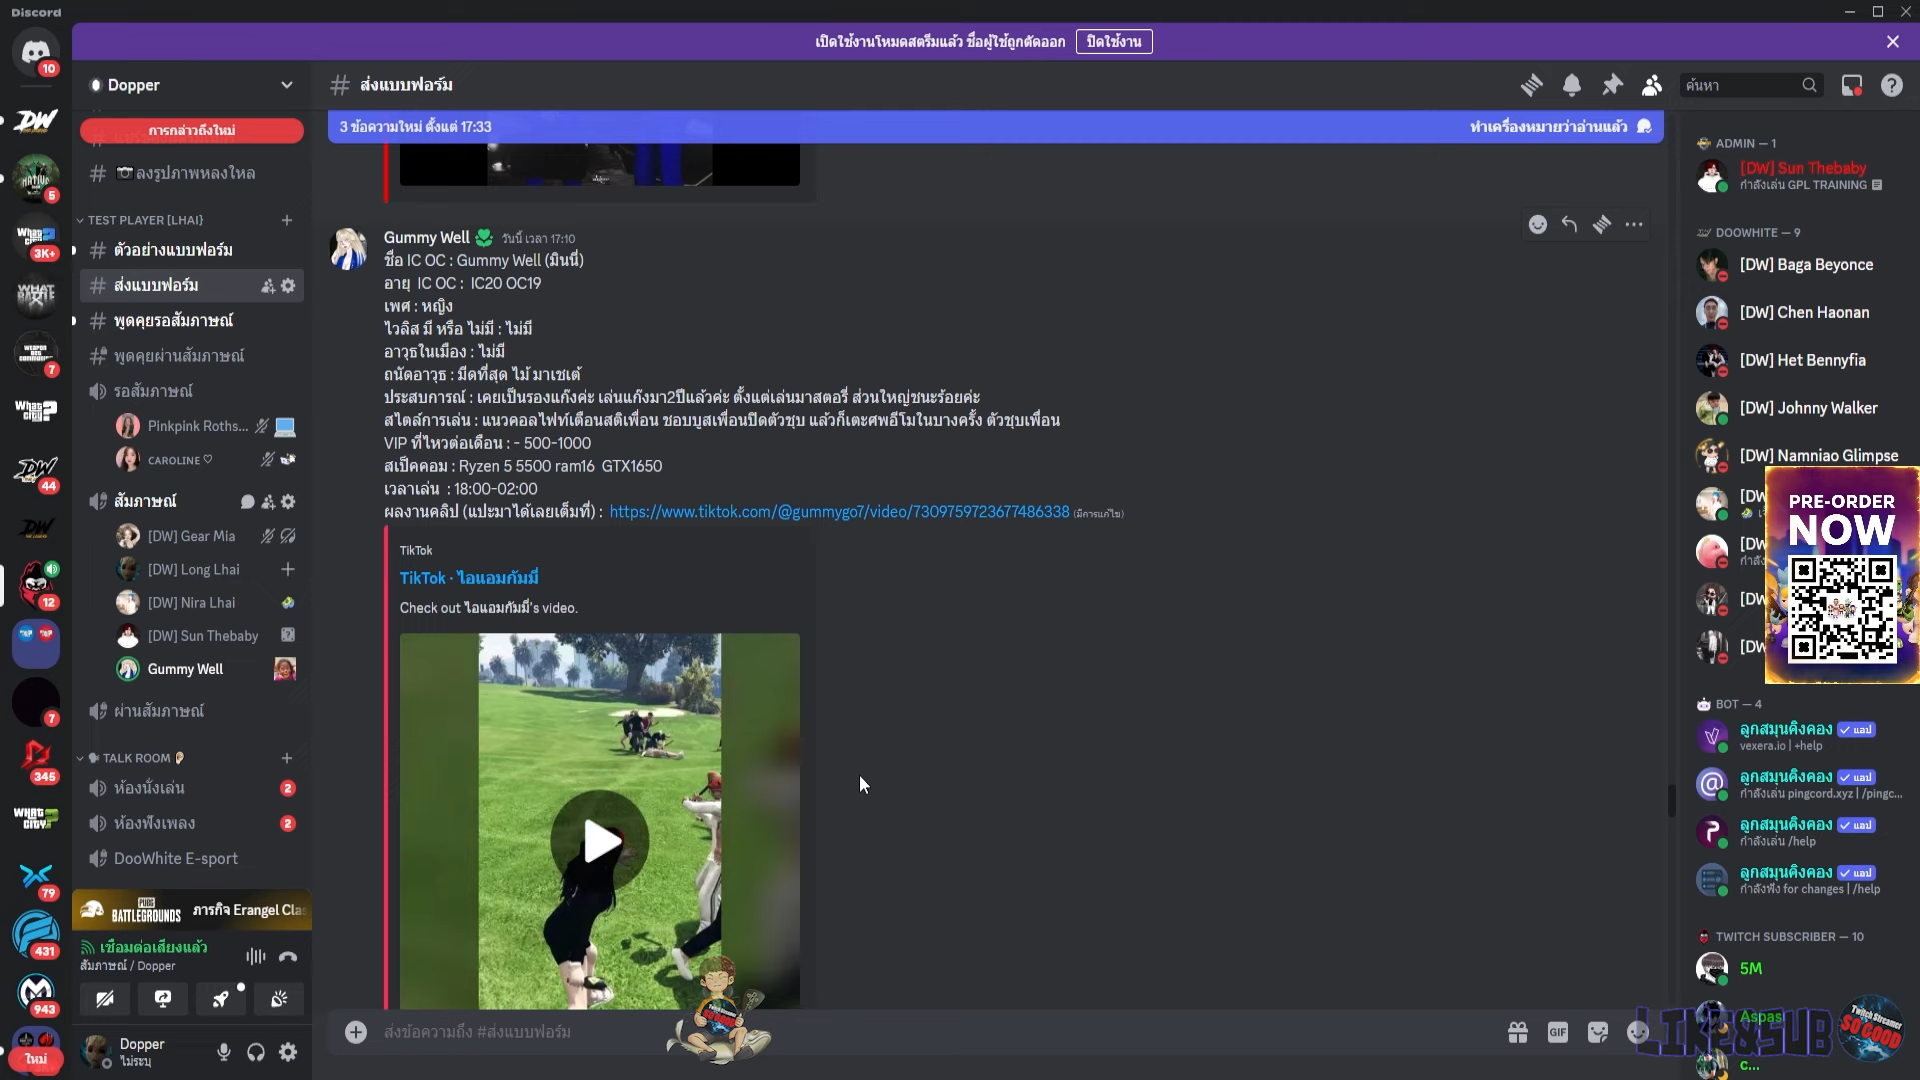 Discord
เปิดใช้งานโหมดสตรีมแล้ว ชื่อผู้ใช้ถูกตัดออก
ปิดใช้งาน
10
DW
5
3K+
WHAT BATTLE
7
WHAT CITY
44
12
7
345
79
431
943
ใหม่
Dopper
การกล่าวถึงใหม่
ลงรูปภาพหลงใหล
TEST PLAYER [LHAI}
ตัวอย่างแบบฟอร์ม
ส่งแบบฟอร์ม
พูดคุยรอสัมภาษณ์
พูดคุยผ่านสัมภาษณ์
รอสัมภาษณ์
Pinkpink Roths...
CAROLINE ♡
สัมภาษณ์
[DW] Gear Mia
[DW] Long Lhai
[DW] Nira Lhai
[DW] Sun Thebaby
Gummy Well
ผ่านสัมภาษณ์
TALK ROOM
ห้องนั่งเล่น
2
ห้องฟังเพลง
2
DooWhite E-sport
PUBG BATTLEGROUNDS
ภารกิจ Erangel Clas
เชื่อมต่อเสียงแล้ว
สัมภาษณ์ / Dopper
Dopper
ไม่ระบุ
# ส่งแบบฟอร์ม
ค้นหา
3 ข้อความใหม่ ตั้งแต่ 17:33
ทำเครื่องหมายว่าอ่านแล้ว
Gummy Well วันนี้ เวลา 17:10
ชื่อ IC OC : Gummy Well (มินนี่)
อายุ IC OC : IC20 OC19
เพศ : หญิง
ไวลิส มี หรือ ไม่มี : ไม่มี
อาวุธในเมือง : ไม่มี
ถนัดอาวุธ : มีดที่สุด ไม้ มาเชเต้
ประสบการณ์ : เคยเป็นรองแก๊งค่ะ เล่นแก๊งมา2ปีแล้วค่ะ ตั้งแต่เล่นมาสตอรี่ ส่วนใหญ่ชนะร้อยค่ะ
สไตล์การเล่น : แนวคอลไฟท์เตือนสติเพื่อน ชอบบูสเพื่อนปิดตัวชุบ แล้วก็เตะศพอีโมในบางครั้ง ตัวชุบเพื่อน
VIP ที่ไหวต่อเดือน : - 500-1000
สเป็คคอม : Ryzen 5 5500 ram16 GTX1650
เวลาเล่น : 18:00-02:00
ผลงานคลิป (แปะมาได้เลยเต็มที่) : https://www.tiktok.com/@gummygo7/video/7309759723677486338 (มีการแก้ไข)
TikTok
TikTok · ไอแอมกัมมี่
Check out ไอแอมกัมมี่'s video.
ส่งข้อความถึง #ส่งแบบฟอร์ม
GIF
ADMIN — 1
[DW] Sun Thebaby
กำลังเล่น GPL TRAINING
DOOWHITE — 9
[DW] Baga Beyonce
[DW] Chen Haonan
[DW] Het Bennyfia
[DW] Johnny Walker
[DW] Namniao Glimpse
PRE-ORDER
NOW
BOT — 4
ลูกสมุนคิงคอง แอป
vexera.io | +help
ลูกสมุนคิงคอง แอป
กำลังเล่น pingcord.xyz | /pingc...
ลูกสมุนคิงคอง แอป
กำลังเล่น /help
ลูกสมุนคิงคอง แอป
กำลังฟัง for changes | /help
TWITCH SUBSCRIBER — 10
5M
Aspas
c...
LIKE&SUB
Twitch Streamer
SO GOOD